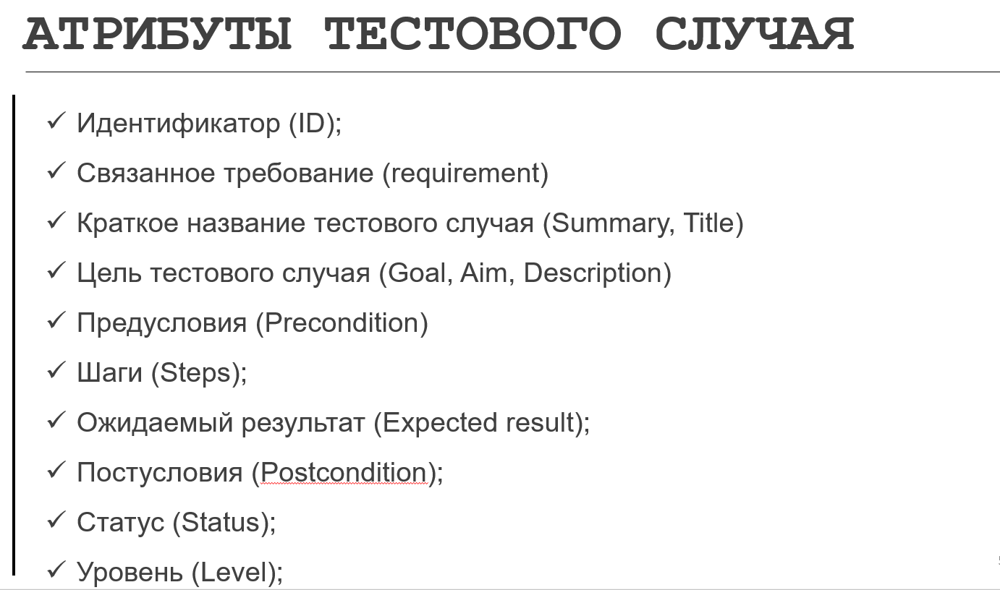 АТРИБУТЫ ТЕСТОВОГО СЛУЧАЯ
✓ Идентификатор (ID);
✓ Связанное требование (requirement)
✓ Краткое название тестового случая (Summary, Title)
✓ Цель тестового случая (Goal, Aim, Description)
✓ Предусловия (Precondition)
✓ Шаги (Steps);
✓ Ожидаемый результат (Expected result);
✓ Постусловия (Postcondition);
✓ Статус (Status);
✓ Уровень (Level);